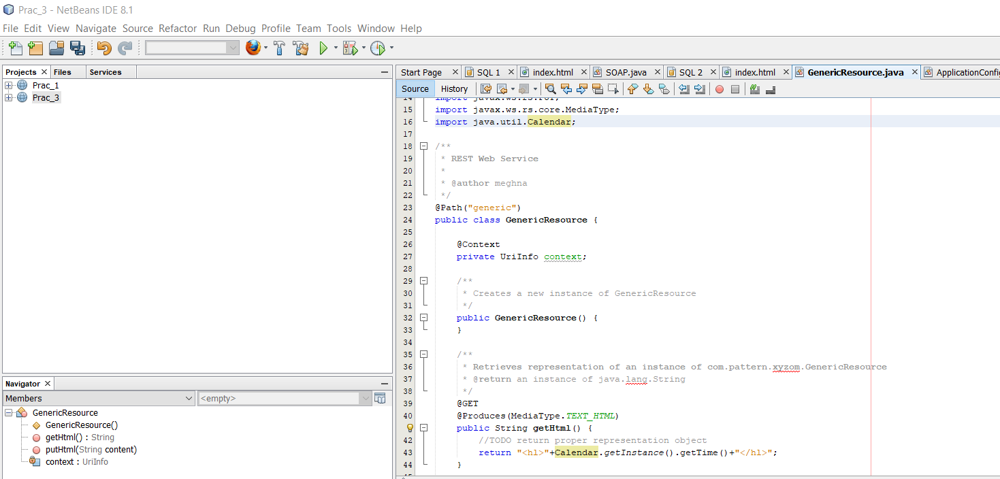 Prac_3 - NetBeans IDE 8.1
File Edit View Navigate Source Refactor Run Debug Profile Team Tools Window Help
Projects Files Services
Prac_1
Prac_3
Navigator
Members <empty>
GenericResource
GenericResource()
getHtml() : String
putHtml(String content)
context : UriInfo
Start Page SQL 1 index.html SOAP.java SQL 2 index.html GenericResource.java ApplicationConfig
Source History
14 import javax.ws.rs.PUT;
15 import javax.ws.rs.core.MediaType;
16 import java.util.Calendar;
17
18 /**
19 * REST Web Service
20 *
21 * @author meghna
22 */
23 @Path("generic")
24 public class GenericResource {
25
26 @Context
27 private UriInfo context;
28
29 /**
30 * Creates a new instance of GenericResource
31 */
32 public GenericResource() {
33 }
34
35 /**
36 * Retrieves representation of an instance of com.pattern.xyzom.GenericResource
37 * @return an instance of java.lang.String
38 */
39 @GET
40 @Produces(MediaType.TEXT_HTML)
public String getHtml() {
42 //TODO return proper representation object
43 return "<hl>"+Calendar.getInstance().getTime()+"</hl>";
44 }
45